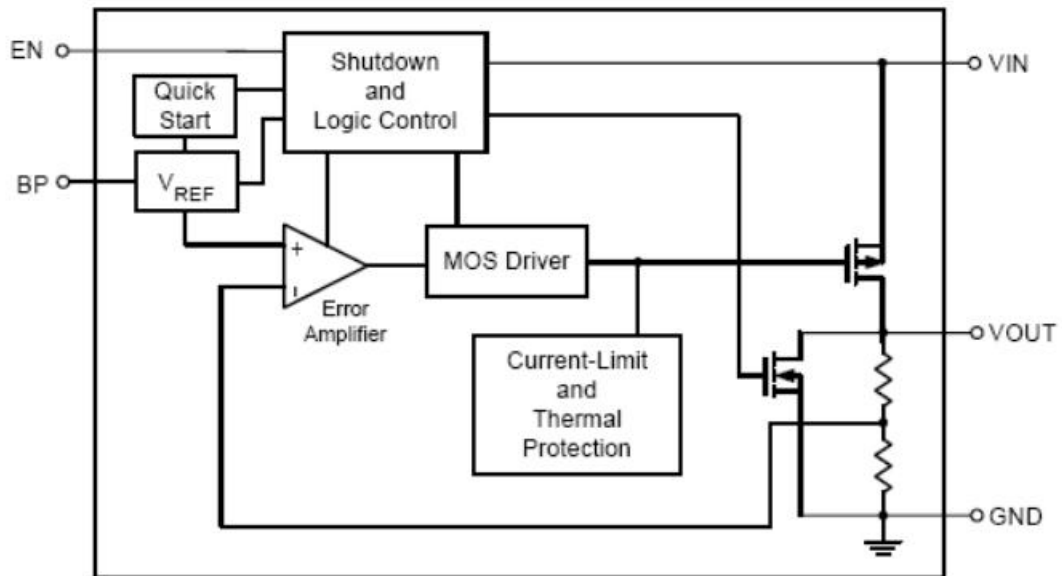 EN
Shutdown
and
Logic Control
VIN
Quick
Start
BP
VREF
+
-
MOS Driver
Error
Amplifier
VOUT
Current-Limit
and
Thermal
Protection
GND